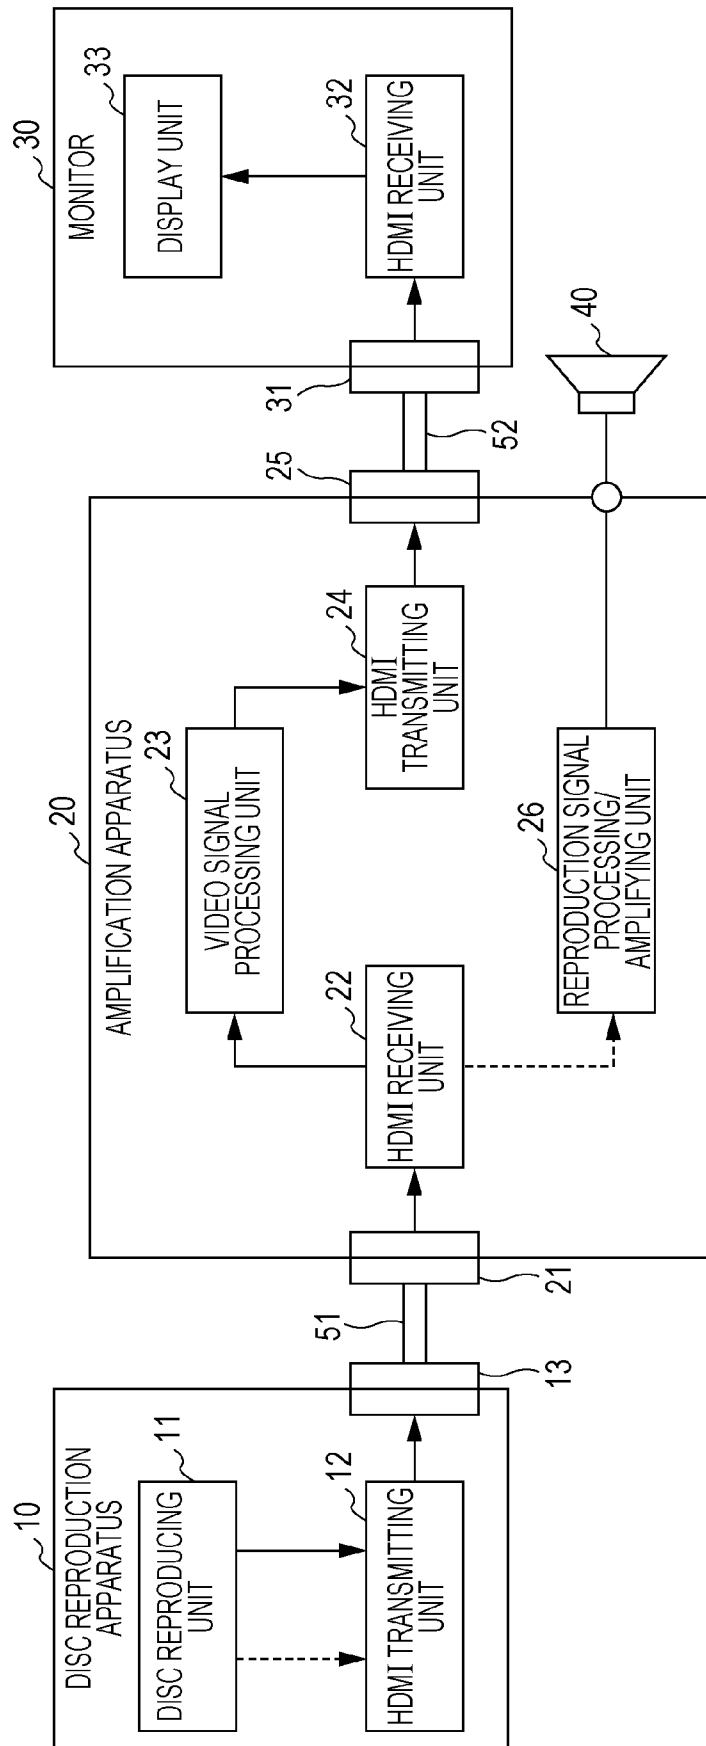 10
DISC REPRODUCTION
APPARATUS
11
DISC REPRODUCING
UNIT
12
HDMI TRANSMITTING
UNIT
13
51
20
AMPLIFICATION APPARATUS
21
22
HDMI RECEIVING
UNIT
23
VIDEO SIGNAL
PROCESSING UNIT
24
HDMI
TRANSMITTING
UNIT
25
26
REPRODUCTION SIGNAL
PROCESSING/
AMPLIFYING UNIT
52
30
MONITOR
31
32
HDMI RECEIVING
UNIT
33
DISPLAY UNIT
40